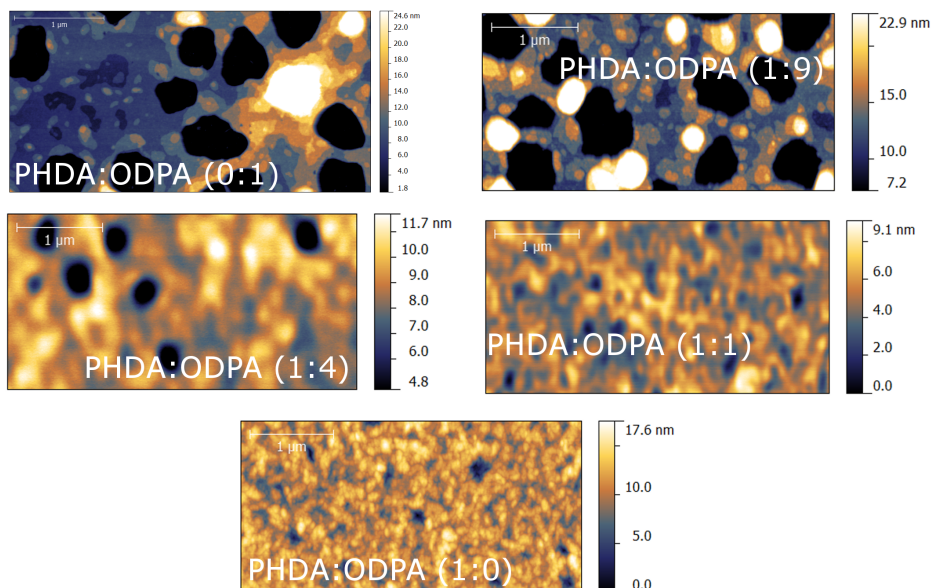 1 µm
PHDA:ODPA (0:1)
24.6 nm
22.0
20.0
18.0
16.0
14.0
12.0
10.0
8.0
6.0
4.0
1.8
1 µm
PHDA:ODPA (1:9)
22.9 nm
15.0
10.0
7.2
1 µm
PHDA:ODPA (1:4)
11.7 nm
10.0
9.0
8.0
7.0
6.0
4.8
1 µm
PHDA:ODPA (1:1)
9.1 nm
6.0
4.0
2.0
0.0
1 µm
PHDA:ODPA (1:0)
17.6 nm
10.0
5.0
0.0